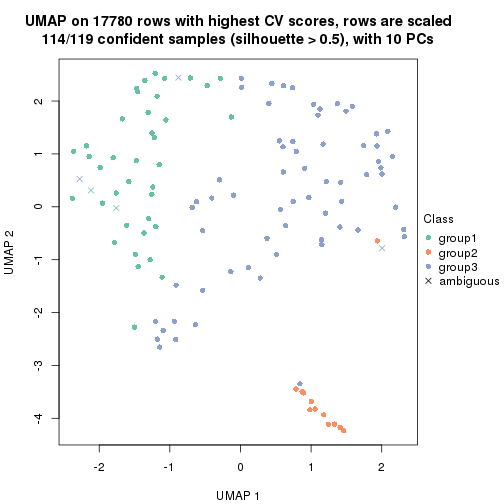 UMAP on 17780 rows with highest CV scores, rows are scaled
114/119 confident samples (silhouette > 0.5), with 10 PCs
2
1
0
-1
-2
-3
-4
UMAP 2
-2
-1
0
1
2
UMAP 1
Class
group1
group2
group3
ambiguous